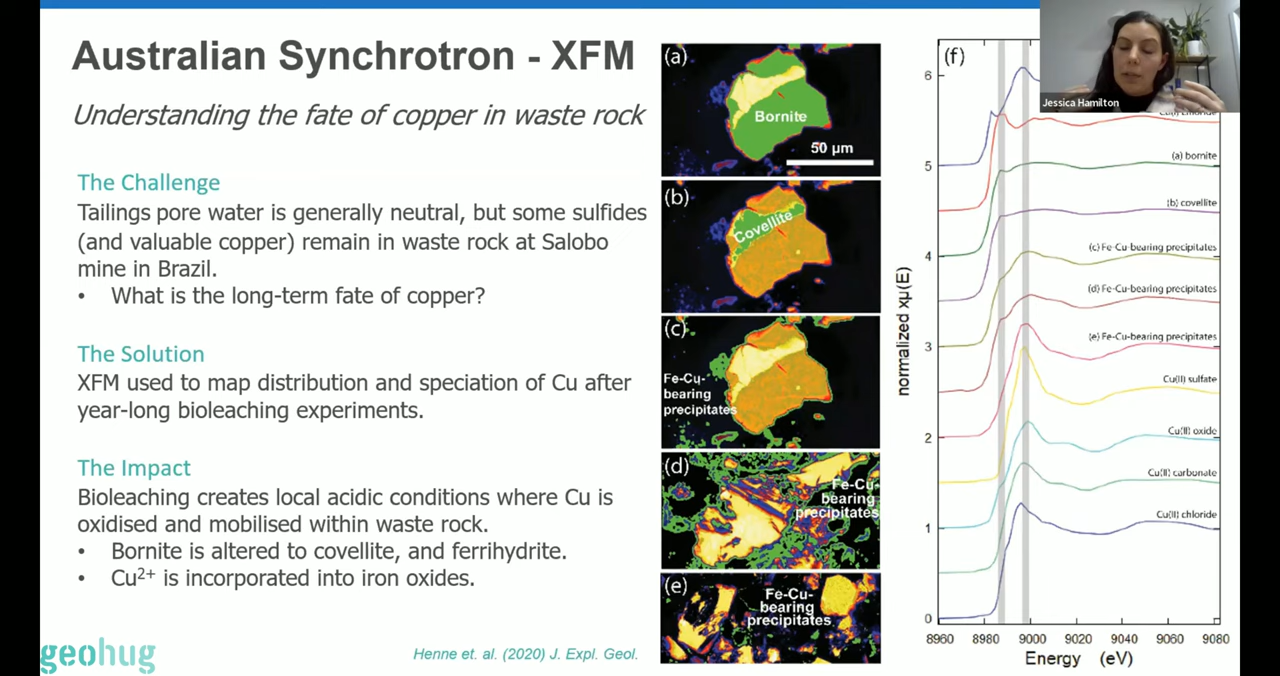 Australian Synchrotron - XFM
Understanding the fate of copper in waste rock
The Challenge
Tailings pore water is generally neutral, but some sulfides
(and valuable copper) remain in waste rock at Salobo
mine in Brazil.
• What is the long-term fate of copper?
The Solution
XFM used to map distribution and speciation of Cu after
year-long bioleaching experiments.
The Impact
Bioleaching creates local acidic conditions where Cu is
oxidised and mobilised within waste rock.
• Bornite is altered to covellite, and ferrihydrite.
• Cu²⁺ is incorporated into iron oxides.
geohug
Henne et. al. (2020) J. Expl. Geol.
(a)
Bornite
50 µm
(b)
Covellite
(c)
Fe-Cu-
bearing
precipitates
(d)
Fe-Cu-
bearing
precipitates
(e)
Fe-Cu-
bearing
precipitates
(f)
Jessica Hamilton
(a) bornite
(b) covellite
(c) Fe-Cu-bearing precipitates
(d) Fe-Cu-bearing precipitates
(e) Fe-Cu-bearing precipitates
Cu(II) sulfate
Cu(II) oxide
Cu(II) carbonate
Cu(II) chloride
normalized xµ(E)
6
5
4
3
2
1
0
8960 8980 9000 9020 9040 9060 9080
Energy (eV)